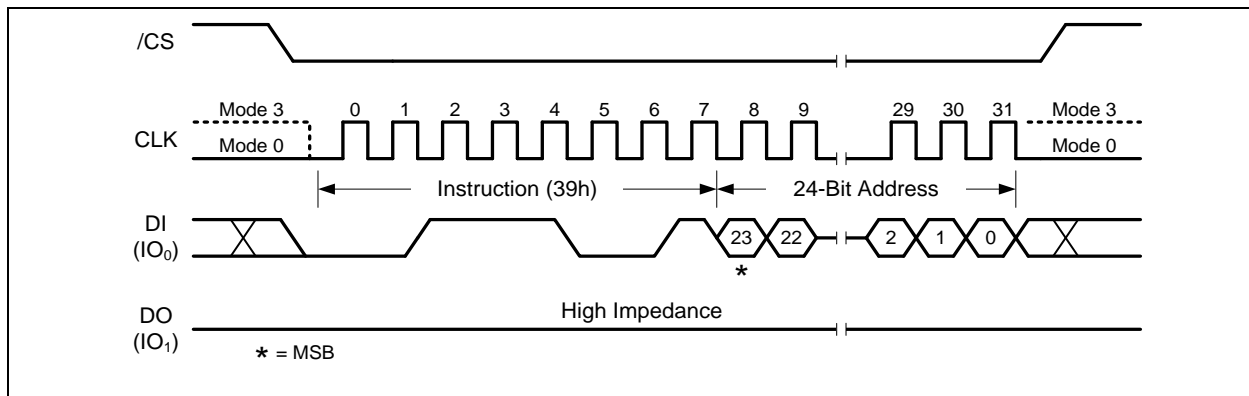 /CS
Mode 3 0 1 2 3 4 5 6 7 8 9 29 30 31 Mode 3
CLK
Mode 0 Mode 0
Instruction (39h) 24-Bit Address
DI
(IO₀)
23 22 2 1 0
*
DO
(IO₁)
High Impedance
* = MSB